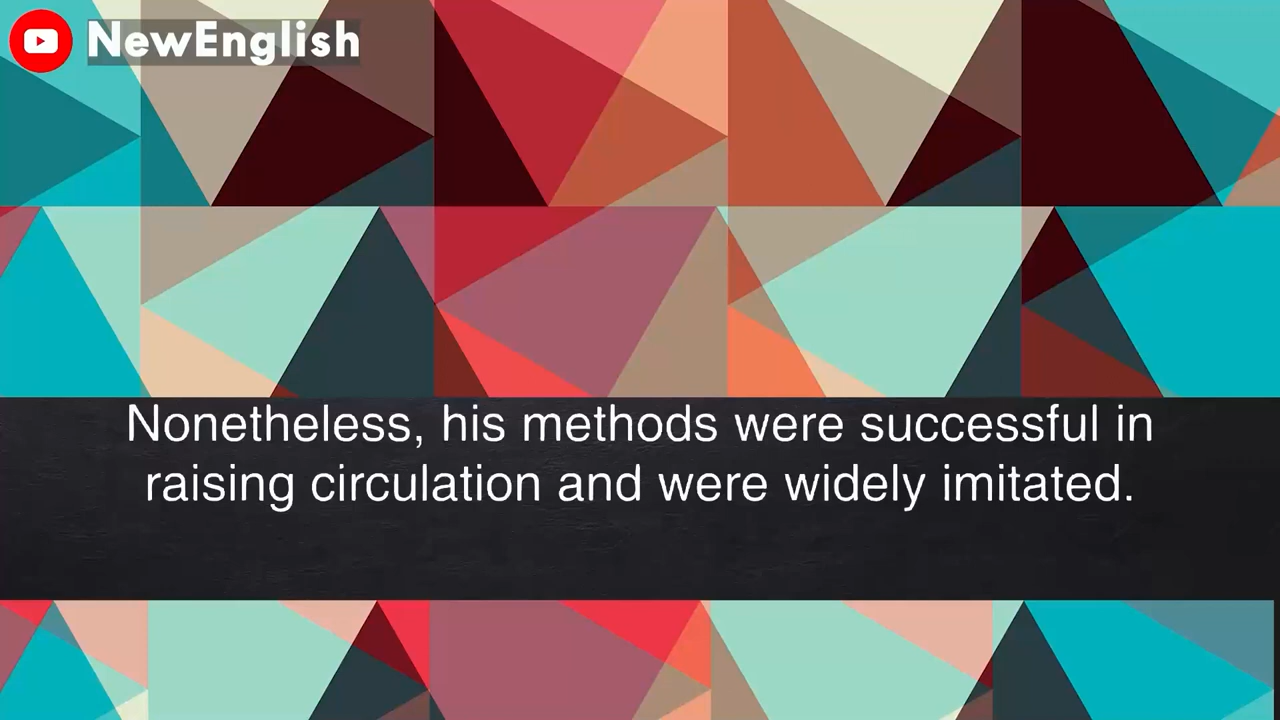 NewEnglish
Nonetheless, his methods were successful in
raising circulation and were widely imitated.